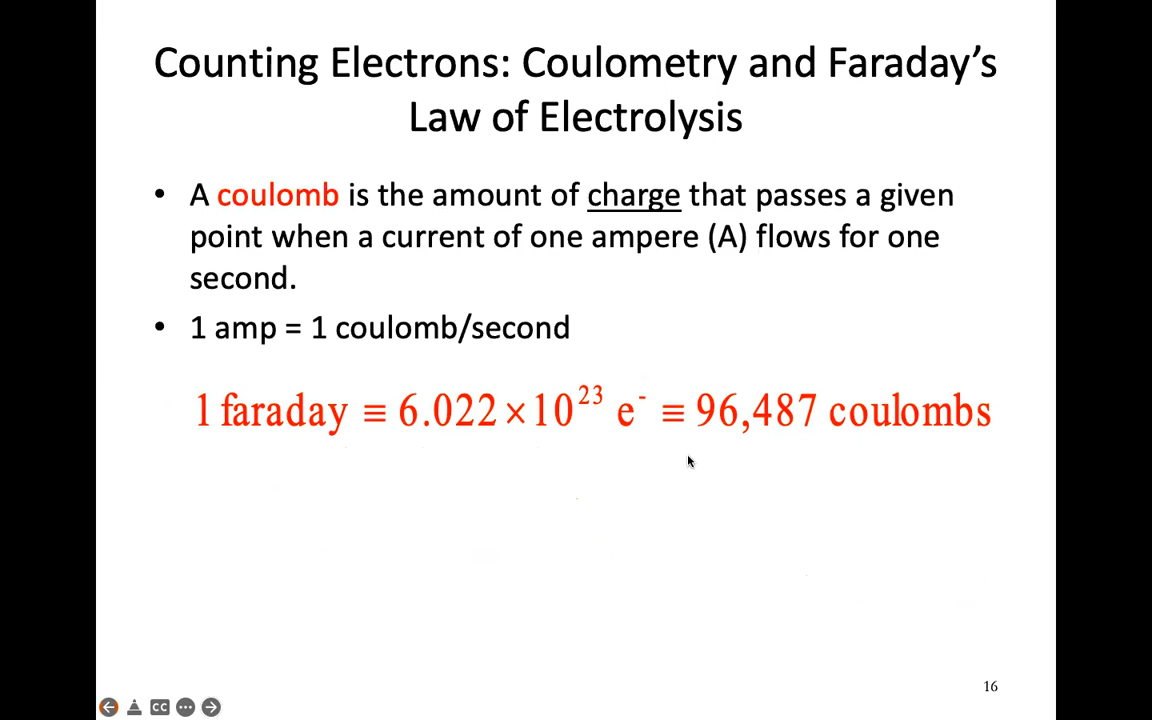 Counting Electrons: Coulometry and Faraday’s
Law of Electrolysis
• A coulomb is the amount of charge that passes a given
point when a current of one ampere (A) flows for one
second.
• 1 amp = 1 coulomb/second
1 faraday ≡ 6.022×10²³ e⁻ ≡ 96,487 coulombs
16
CC